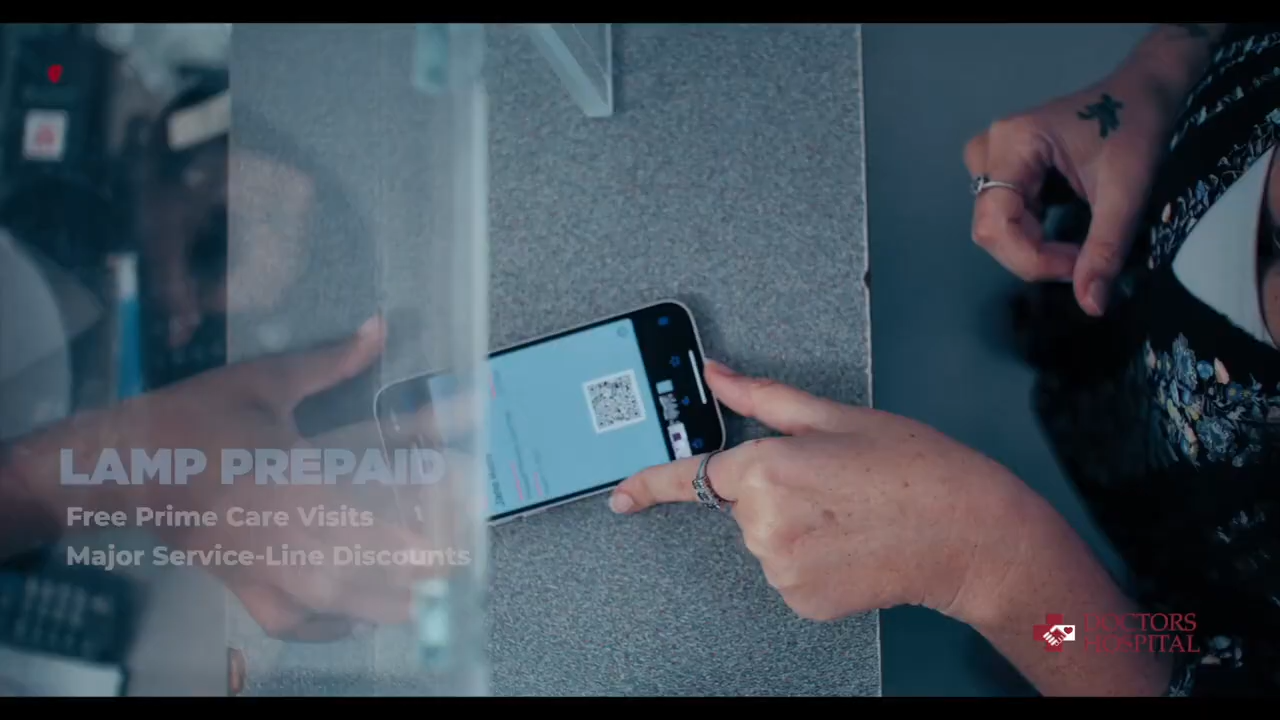 LAMP PREPAID
Free Prime Care Visits
Major Service-Line Discounts
DOCTORS
HOSPITAL